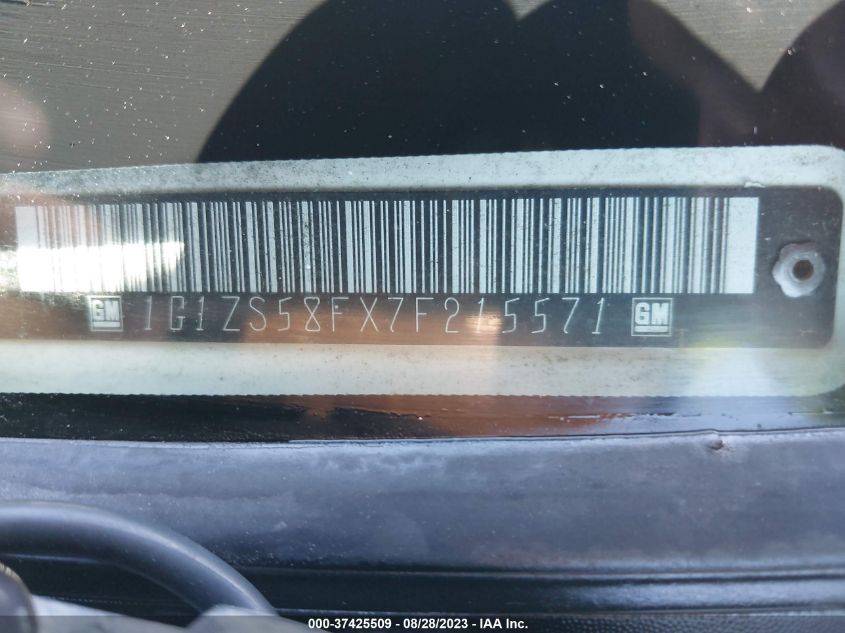 GM 1G1ZS58FX7F215571 GM
000-37425509 - 08/28/2023 - IAA Inc.